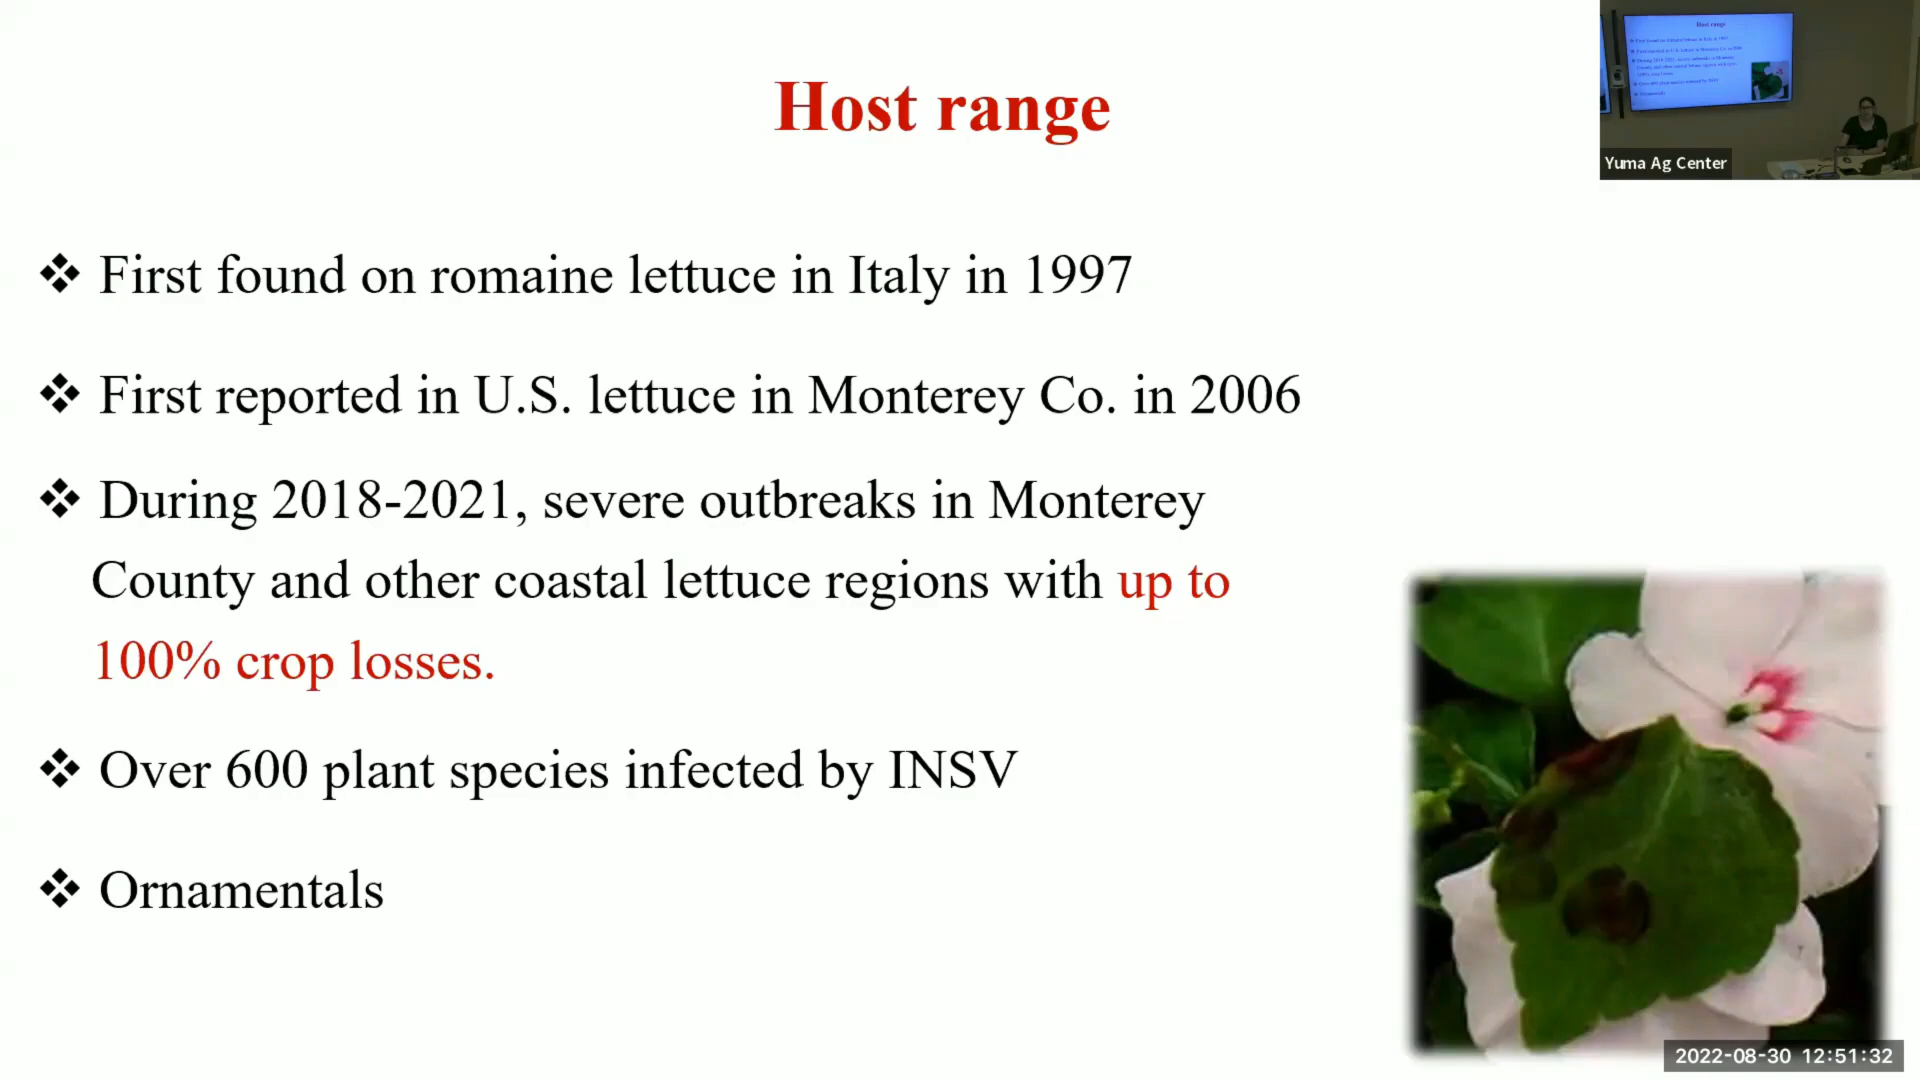 Host range
Yuma Ag Center
❖ First found on romaine lettuce in Italy in 1997
❖ First reported in U.S. lettuce in Monterey Co. in 2006
❖ During 2018-2021, severe outbreaks in Monterey
County and other coastal lettuce regions with up to
100% crop losses.
❖ Over 600 plant species infected by INSV
❖ Ornamentals
2022-08-30 12:51:32